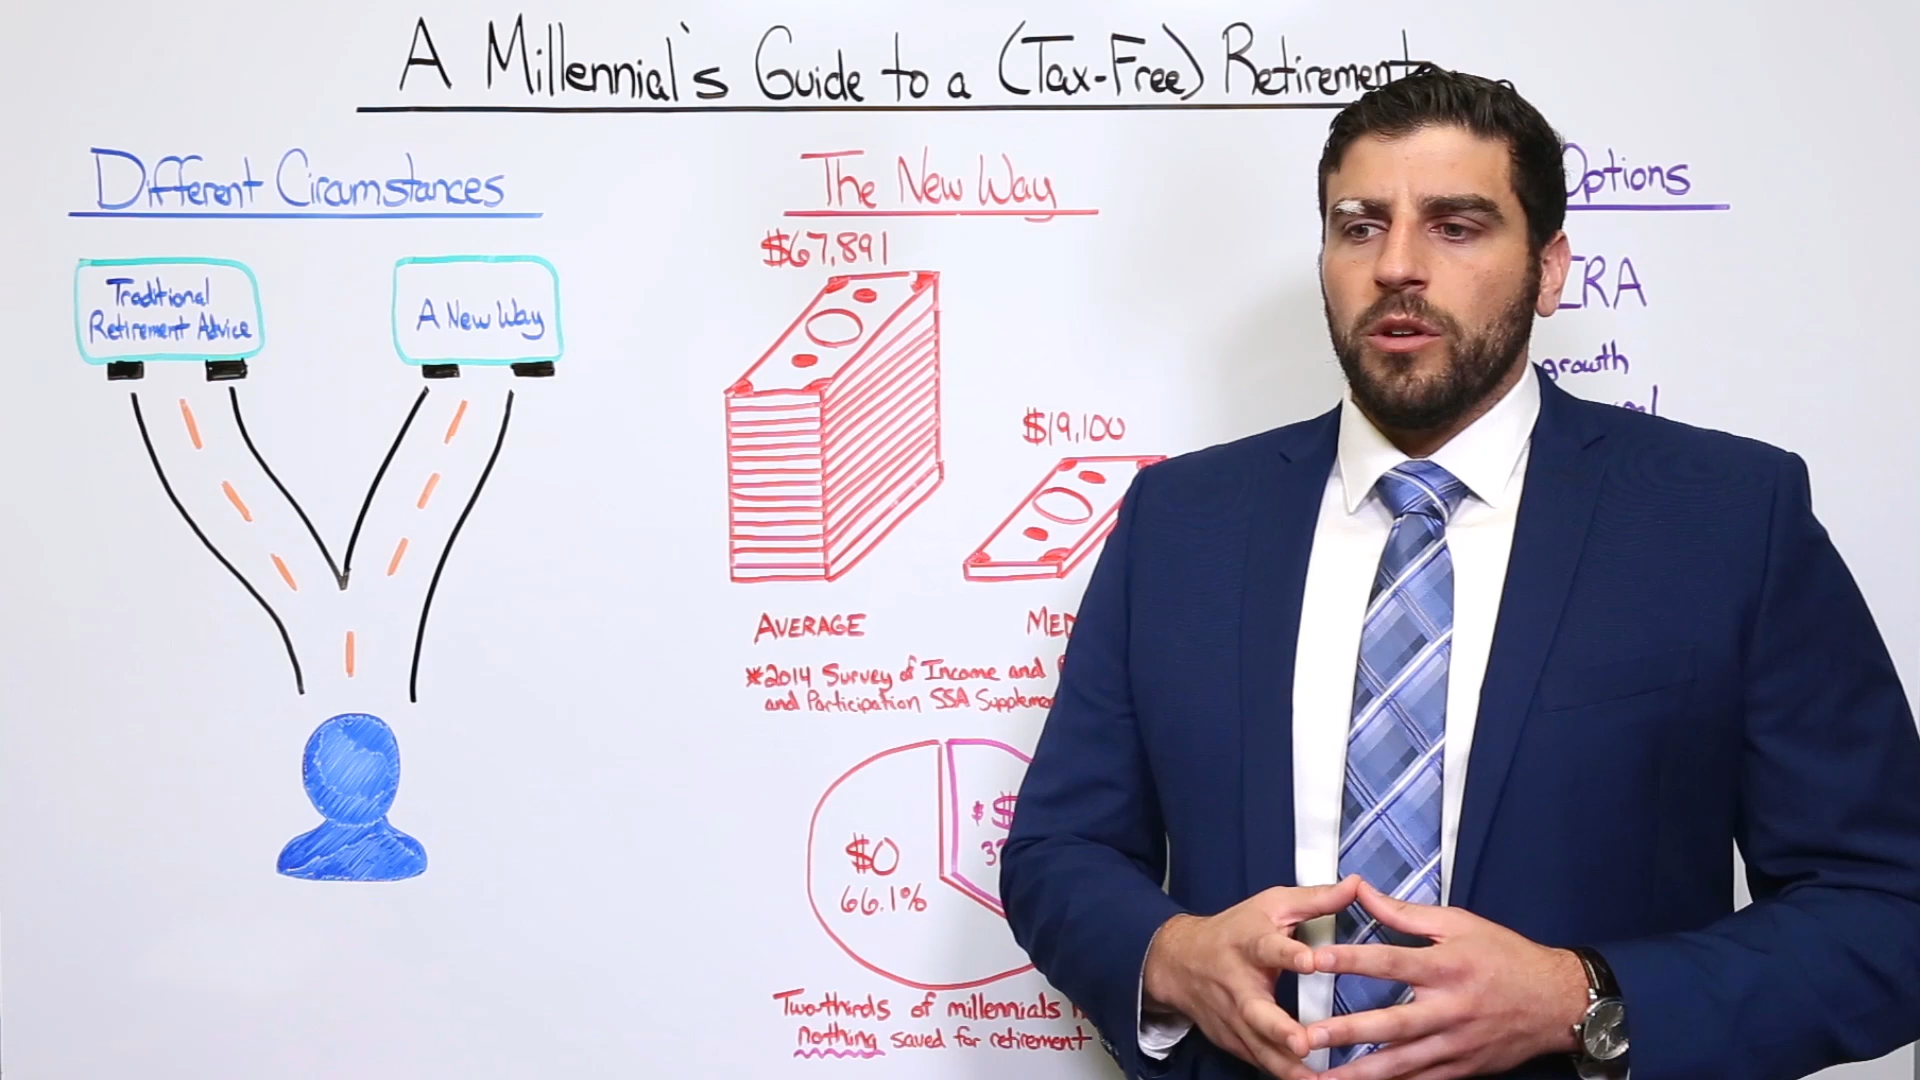 A Millennial's Guide to a (Tax-Free) Retirement
Different Circumstances
Traditional
Retirement Advice
A New Way
The New Way
$67,891
$19,100
AVERAGE
*2014 Survey of Income and
and Participation SSA
$0
66.1%
$
Two-thirds of millennials
nothing saved for retirement
Options
IRA
growth